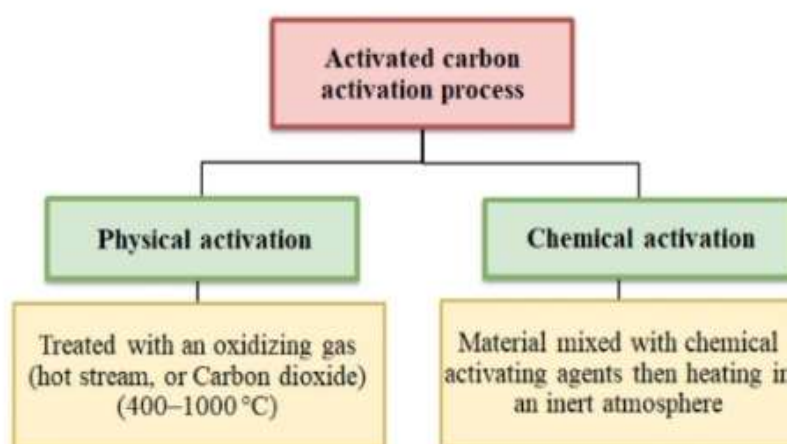 Activated carbon
activation process
Physical activation
Chemical activation
Treated with an oxidizing gas
(hot stream, or Carbon dioxide)
(400–1000 °C)
Material mixed with chemical
activating agents then heating in
an inert atmosphere